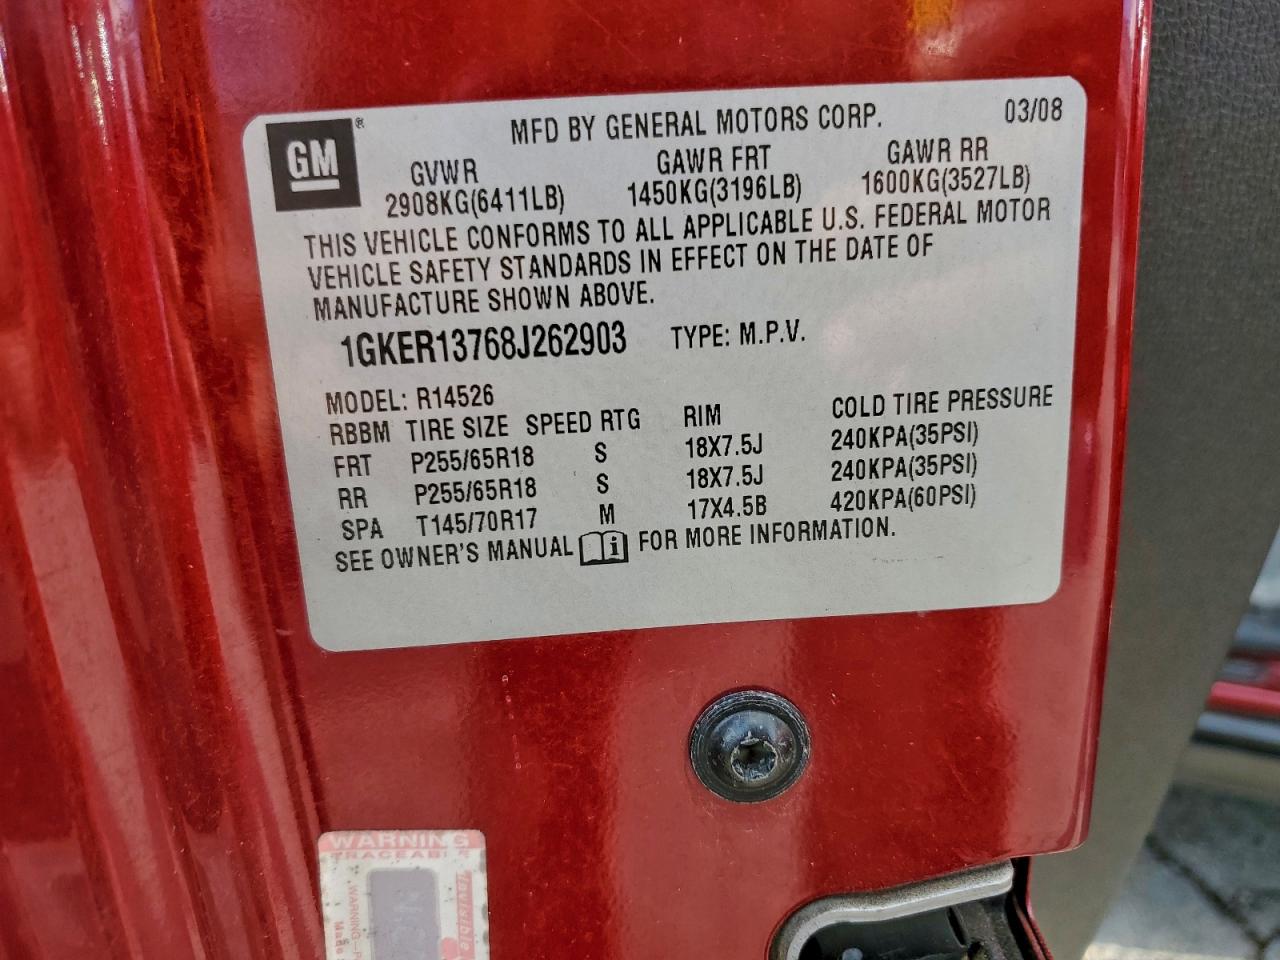 GM ®
MFD BY GENERAL MOTORS CORP. 03/08
GVWR GAWR FRT GAWR RR
2908KG(6411LB) 1450KG(3196LB) 1600KG(3527LB)
THIS VEHICLE CONFORMS TO ALL APPLICABLE U.S. FEDERAL MOTOR
VEHICLE SAFETY STANDARDS IN EFFECT ON THE DATE OF
MANUFACTURE SHOWN ABOVE.
1GKER13768J262903 TYPE: M.P.V.
MODEL: R14526
RBBM TIRE SIZE SPEED RTG RIM COLD TIRE PRESSURE
FRT P255/65R18 S 18X7.5J 240KPA(35PSI)
RR P255/65R18 S 18X7.5J 240KPA(35PSI)
SPA T145/70R17 M 17X4.5B 420KPA(60PSI)
SEE OWNER'S MANUAL i FOR MORE INFORMATION.
WARNING
TRACEABLE
Invisible
WARNING
Made